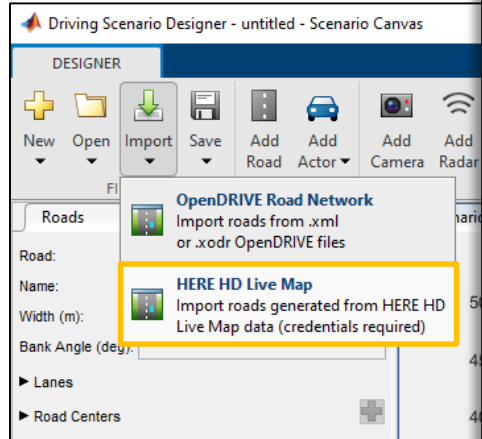 Driving Scenario Designer - untitled - Scenario Canvas
DESIGNER
New Open Import Save Add Road Add Actor Add Camera Add Radar
FI
OpenDRIVE Road Network
Import roads from .xml
or .xodr OpenDRIVE files
HERE HD Live Map
Import roads generated from HERE HD
Live Map data (credentials required)
Roads
Road:
Name:
Width (m):
Bank Angle (deg):
Lanes
Road Centers